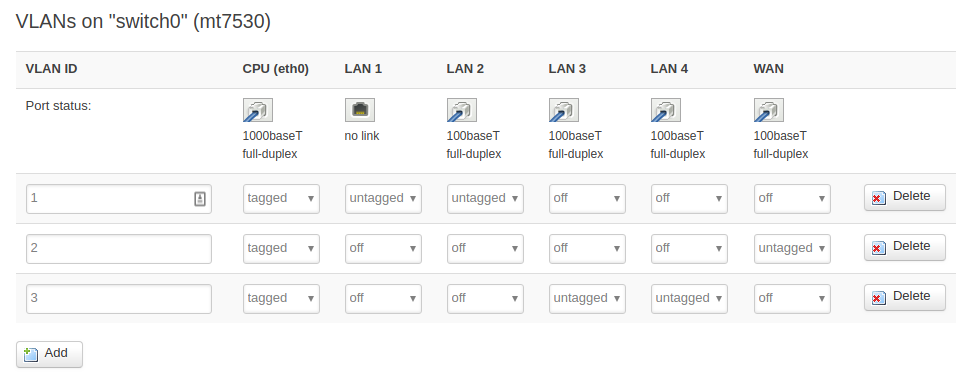 VLANs on "switch0" (mt7530)
VLAN ID CPU (eth0) LAN 1 LAN 2 LAN 3 LAN 4 WAN
Port status:
1000baseT no link 100baseT 100baseT 100baseT 100baseT
full-duplex full-duplex full-duplex full-duplex full-duplex
1 tagged untagged untagged off off off Delete
2 tagged off off off off untagged Delete
3 tagged off off untagged untagged off Delete
Add